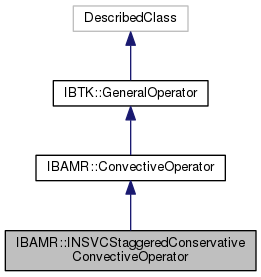 DescribedClass
IBTK::GeneralOperator
IBAMR::ConvectiveOperator
IBAMR::INSVCStaggeredConservative
ConvectiveOperator